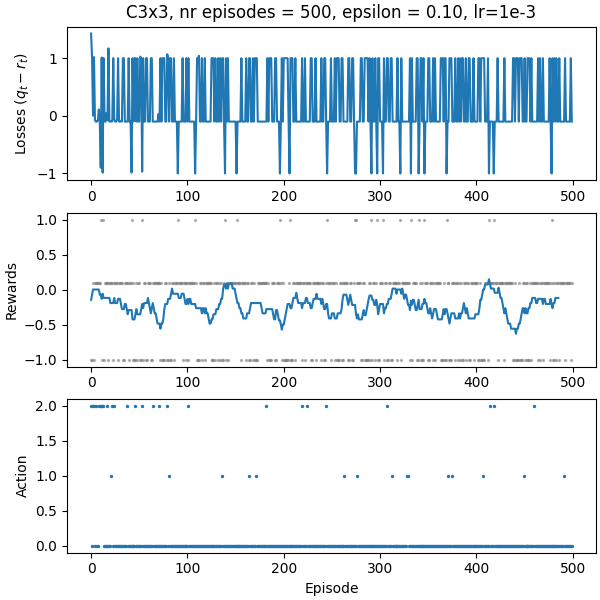 C3x3, nr episodes = 500, epsilon = 0.10, lr=1e-3
Losses (q_t − r_t)
1
0
−1
0 100 200 300 400 500
Rewards
1.0
0.5
0.0
−0.5
−1.0
0 100 200 300 400 500
Action
2.0
1.5
1.0
0.5
0.0
0 100 200 300 400 500
Episode